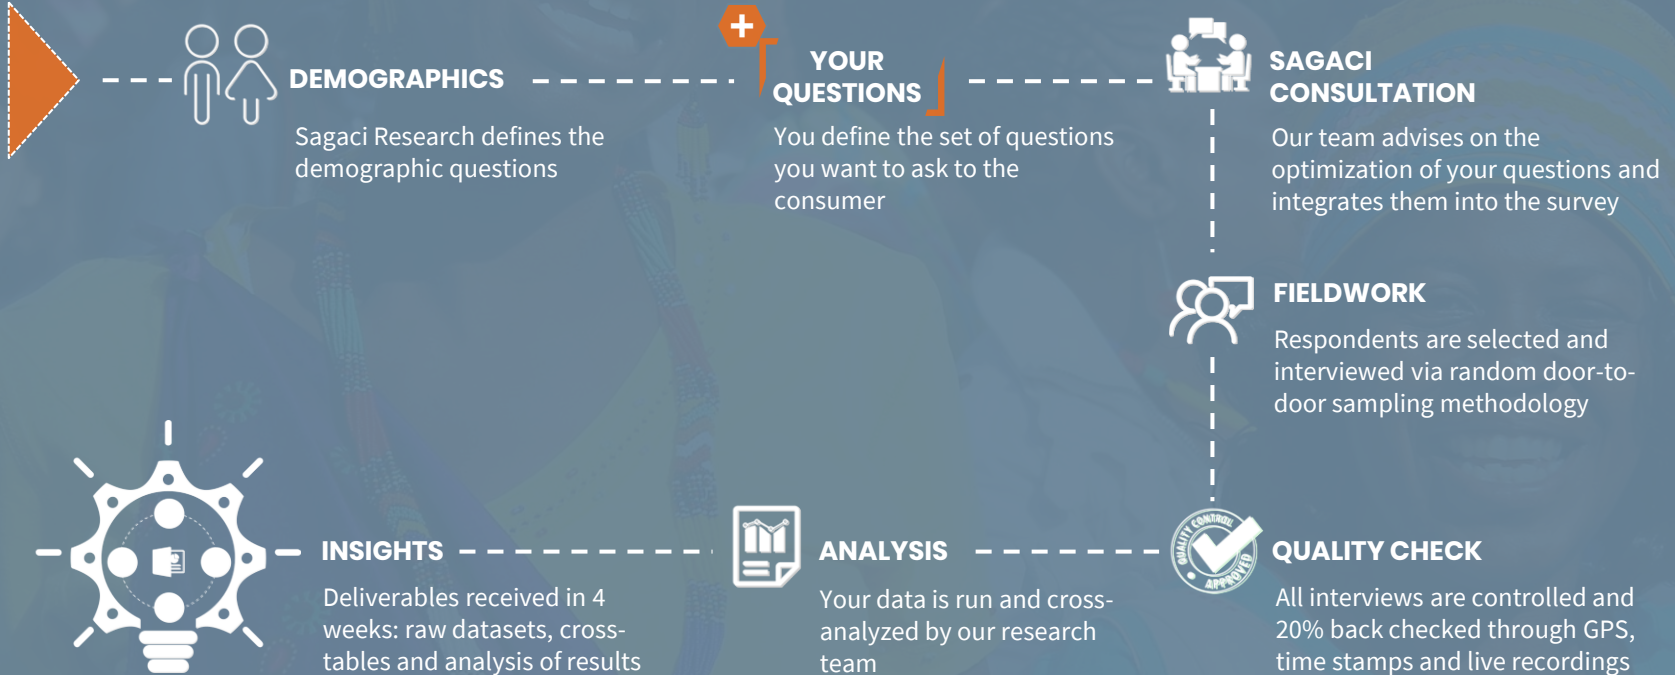 DEMOGRAPHICS
Sagaci Research defines the
demographic questions
+
YOUR
QUESTIONS
You define the set of questions
you want to ask to the
consumer
SAGACI
CONSULTATION
Our team advises on the
optimization of your questions and
integrates them into the survey
FIELDWORK
Respondents are selected and
interviewed via random door-to-
door sampling methodology
QUALITY CONTROL
APPROVED
QUALITY CHECK
All interviews are controlled and
20% back checked through GPS,
time stamps and live recordings
ANALYSIS
Your data is run and cross-
analyzed by our research
team
INSIGHTS
Deliverables received in 4
weeks: raw datasets, cross-
tables and analysis of results